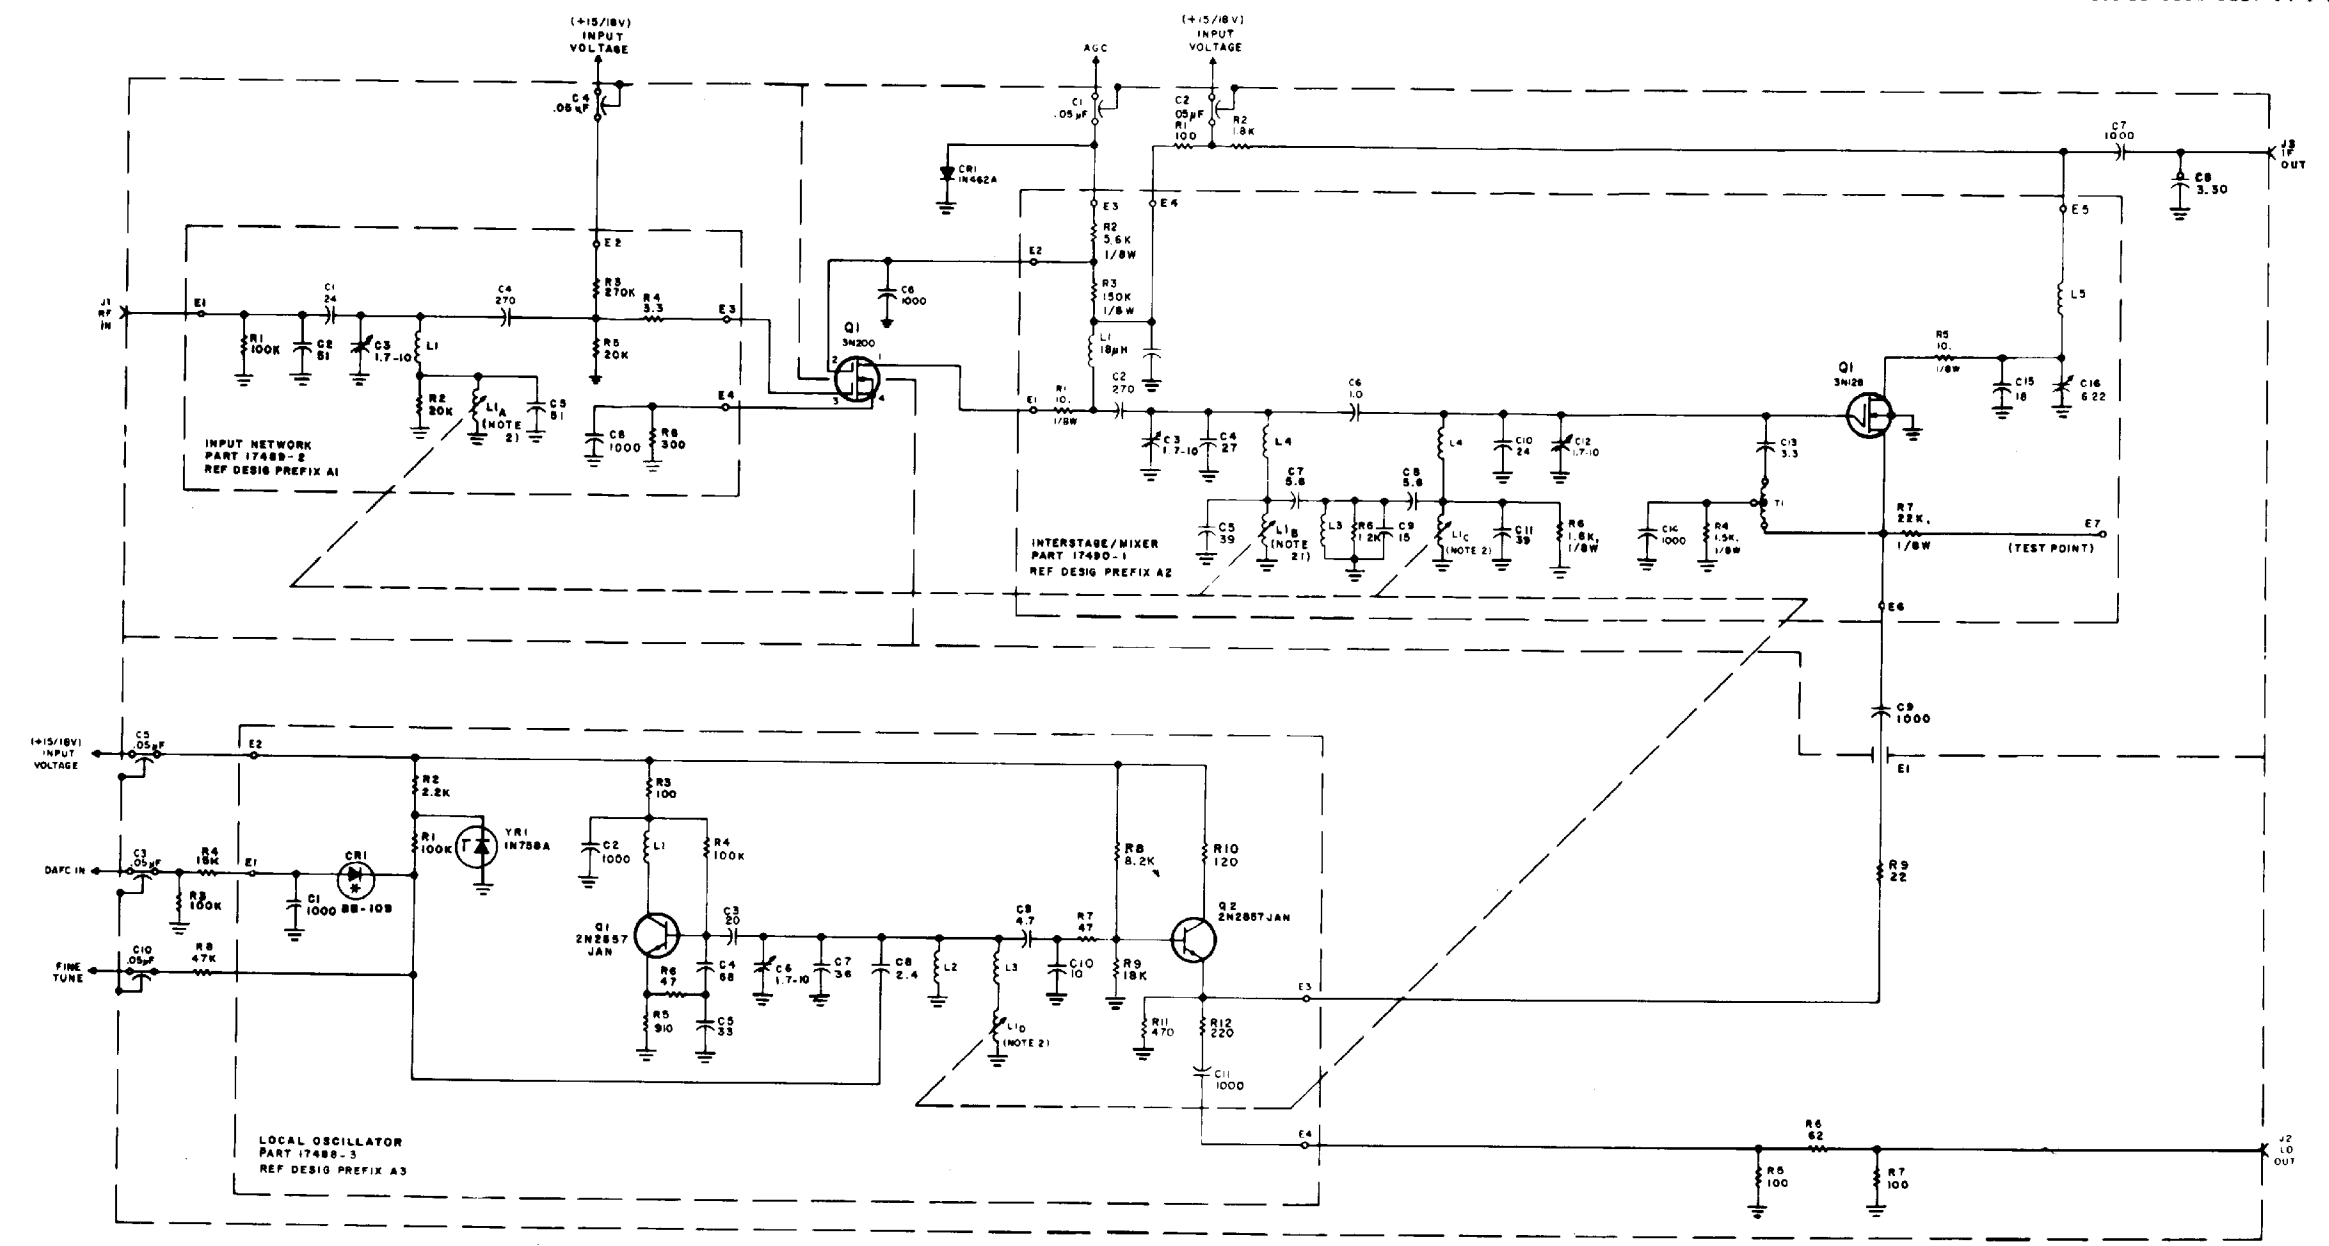 (+15/18V)
INPUT
VOLTAGE
AGC
(+15/18V)
INPUT
VOLTAGE
C4
.05µF
C1
.05µF
C2
.05µF
R1
100
R2
1.8K
C7
1000
J3
IF
OUT
C8
3.30
CR1
1N462A
E3
E4
E5
R2
5.6K
1/8W
E2
E2
R3
270K
R4
3.3
E3
C6
1000
R3
150K
1/8W
L5
J1
RF
IN
E1
C1
24
C4
270
R1
100K
C2
51
C3
1.7-10
L1
R5
20K
Q1
3N200
1
2
3
4
L1
18µH
R5
10,
1/8W
Q1
3N128
C15
18
C16
6.22
R2
20K
L1A
(NOTE
2)
C5
51
E4
C8
1000
R6
300
E1
R1
10,
1/8W
C2
270
C6
1.0
C3
1.7-10
C4
27
L4
L4
C10
24
C12
1.7-10
C13
3.3
INPUT NETWORK
PART 17489-2
REF DESIG PREFIX A1
C7
5.6
C8
5.6
C5
39
L1B
(NOTE
2)
L3
R6
1.2K
C9
15
L1C
(NOTE 2)
C11
39
R6
1.8K,
1/8W
C14
1000
R4
1.5K,
1/8W
T1
R7
22K,
1/8W
E7
(TEST POINT)
INTERSTAGE/MIXER
PART 17490-1
REF DESIG PREFIX A2
E6
C9
1000
E1
(+15/18V)
INPUT
VOLTAGE
C5
.05µF
E2
R2
2.2K
R3
100
R1
100K
VR1
1N758A
C2
1000
L1
R4
100K
R8
8.2K
R10
120
DAFC IN
C3
.05µF
R4
15K
E1
CR1
*
BB-109
R3
100K
C1
1000
R9
22
Q1
2N2857
JAN
C3
20
C9
4.7
R7
47
Q2
2N2857JAN
FINE
TUNE
C10
.05µF
R8
47K
R6
47
C4
68
C6
1.7-10
C7
36
C8
2.4
L2
L3
C10
10
R9
18K
E3
R5
910
C5
33
L1D
(NOTE 2)
R11
470
R12
220
C11
1000
LOCAL OSCILLATOR
PART 17488-3
REF DESIG PREFIX A3
E4
R6
62
R5
100
R7
100
J2
LO
OUT